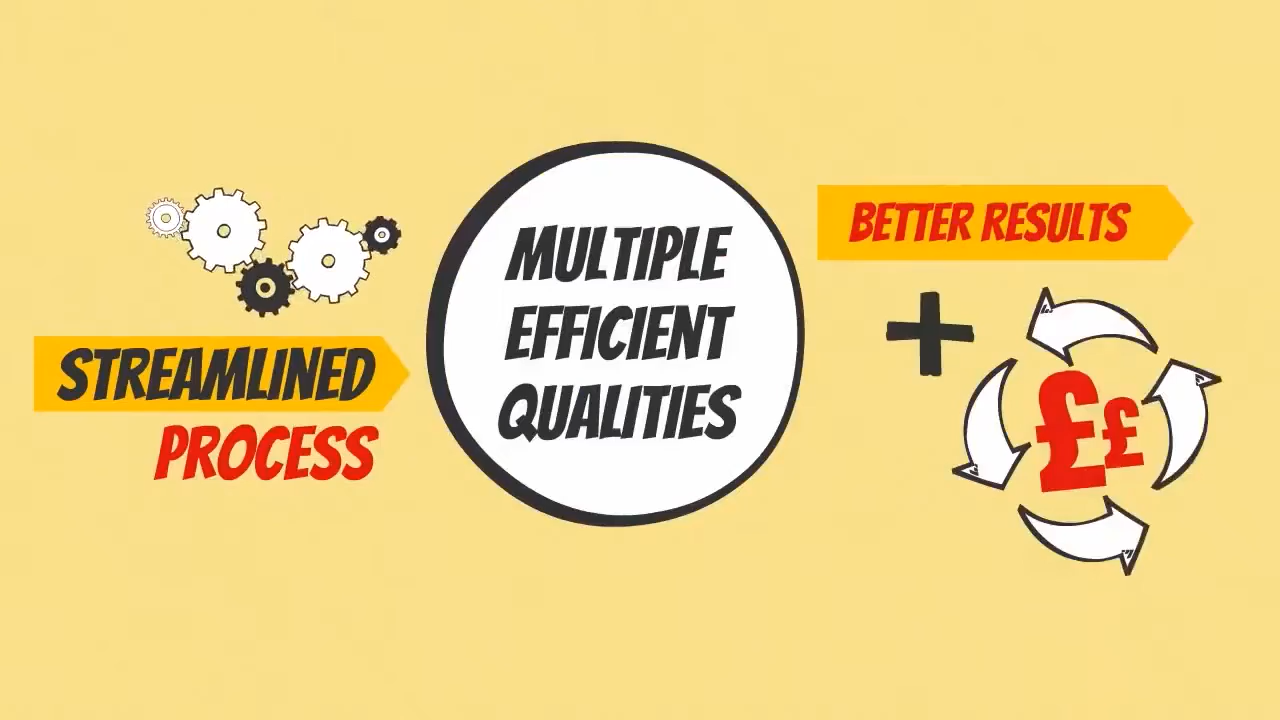 STREAMLINED
PROCESS
MULTIPLE
EFFICIENT
QUALITIES
BETTER RESULTS
+
££